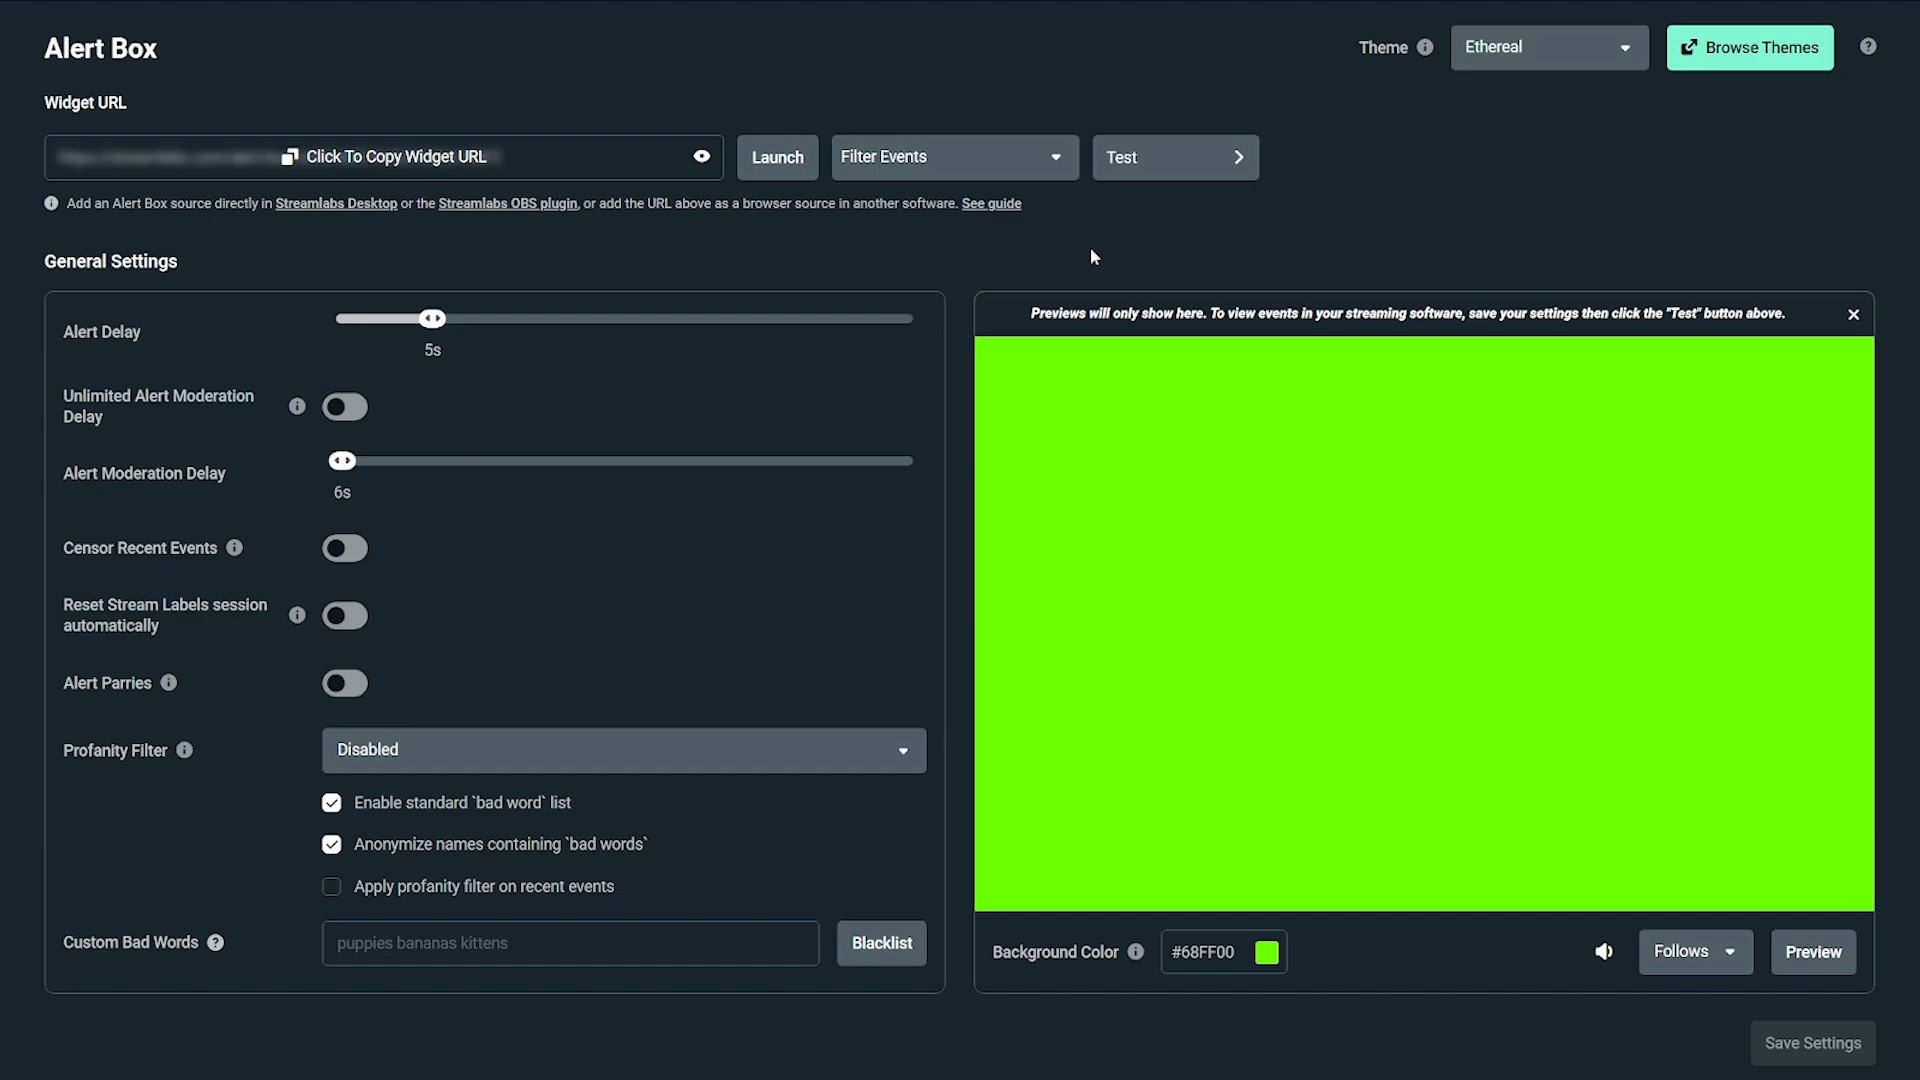 Alert Box
Theme
Ethereal
Browse Themes
Widget URL
Click To Copy Widget URL
Launch
Filter Events
Test
Add an Alert Box source directly in Streamlabs Desktop or the Streamlabs OBS plugin, or add the URL above as a browser source in another software. See guide
General Settings
Alert Delay
5s
Unlimited Alert Moderation
Delay
Alert Moderation Delay
6s
Censor Recent Events
Reset Stream Labels session
automatically
Alert Parries
Profanity Filter
Disabled
Enable standard `bad word` list
Anonymize names containing `bad words`
Apply profanity filter on recent events
Custom Bad Words
puppies bananas kittens
Blacklist
Previews will only show here. To view events in your streaming software, save your settings then click the "Test" button above.
Background Color
#68FF00
Follows
Preview
Save Settings